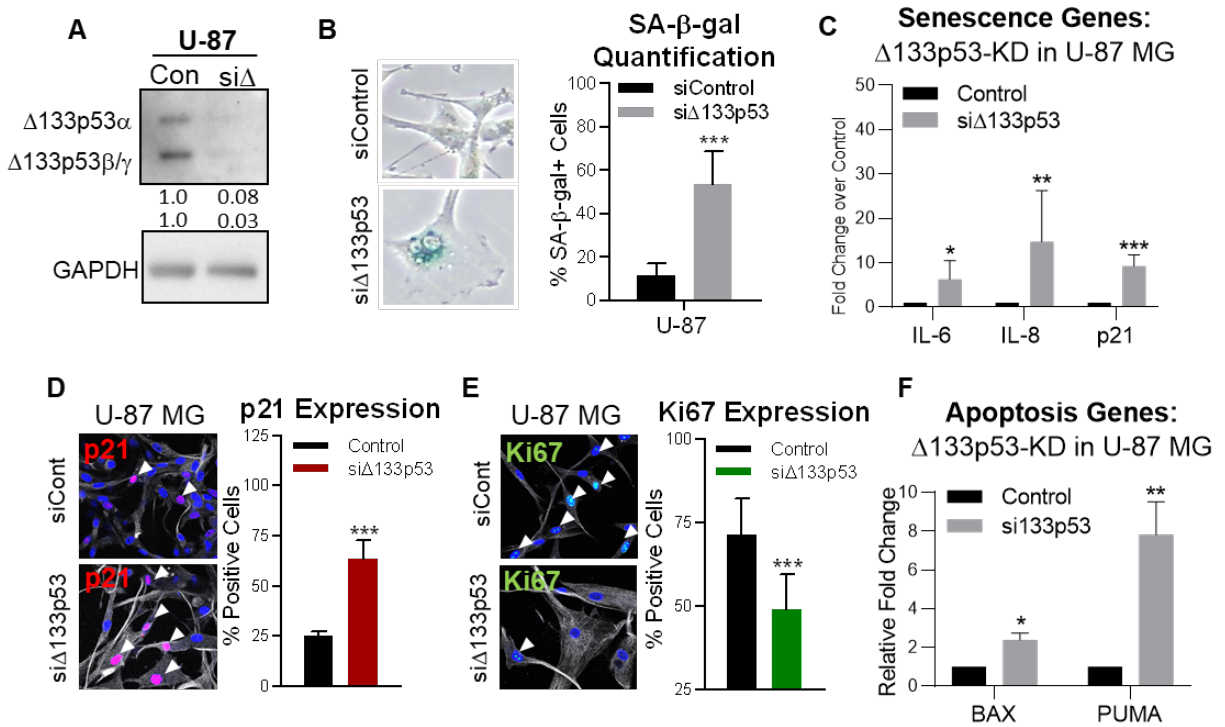 A
U-87
Con siΔ
Δ133p53α
Δ133p53β/γ
1.0 0.08
1.0 0.03
GAPDH
B
siControl
siΔ133p53
SA-β-gal
Quantification
siControl
siΔ133p53
% SA-β-gal+ Cells
100
80
60
40
20
0
***
U-87
C
Senescence Genes:
Δ133p53-KD in U-87 MG
Control
siΔ133p53
Fold Change over Control
50
40
30
20
10
0
*
**
***
IL-6 IL-8 p21
D
U-87 MG
p21
siCont
p21
siΔ133p53
p21 Expression
Control
siΔ133p53
% Positive Cells
125
100
75
50
25
0
***
E
U-87 MG
Ki67
siCont
Ki67
siΔ133p53
Ki67 Expression
Control
siΔ133p53
% Positive Cells
100
75
50
25
***
F
Apoptosis Genes:
Δ133p53-KD in U-87 MG
Control
si133p53
Relative Fold Change
10
8
6
4
2
0
*
**
BAX PUMA